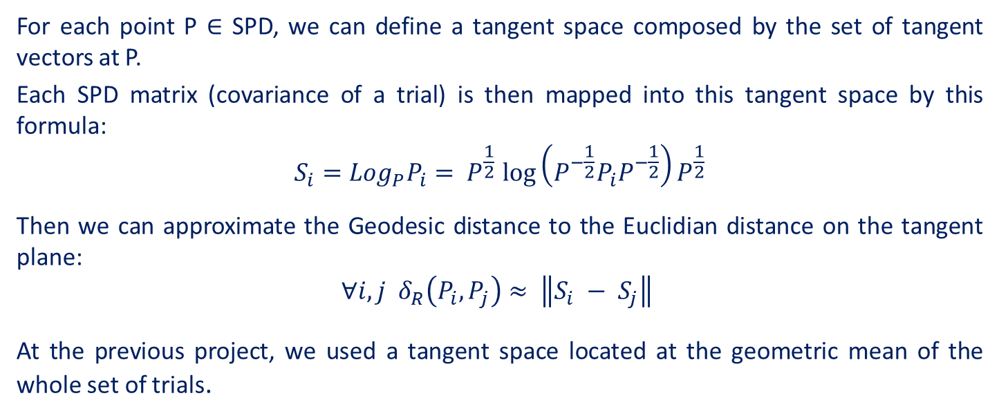 For each point P ∈ SPD, we can define a tangent space composed by the set of tangent
vectors at P.
Each SPD matrix (covariance of a trial) is then mapped into this tangent space by this
formula:
$S_i = Log_P P_i = P^{\frac{1}{2}} \log\left(P^{-\frac{1}{2}} P_i P^{-\frac{1}{2}}\right) P^{\frac{1}{2}}$
Then we can approximate the Geodesic distance to the Euclidian distance on the tangent
plane:
$\forall i, j \ \delta_R(P_i, P_j) \approx \|S_i - S_j\|$
At the previous project, we used a tangent space located at the geometric mean of the
whole set of trials.